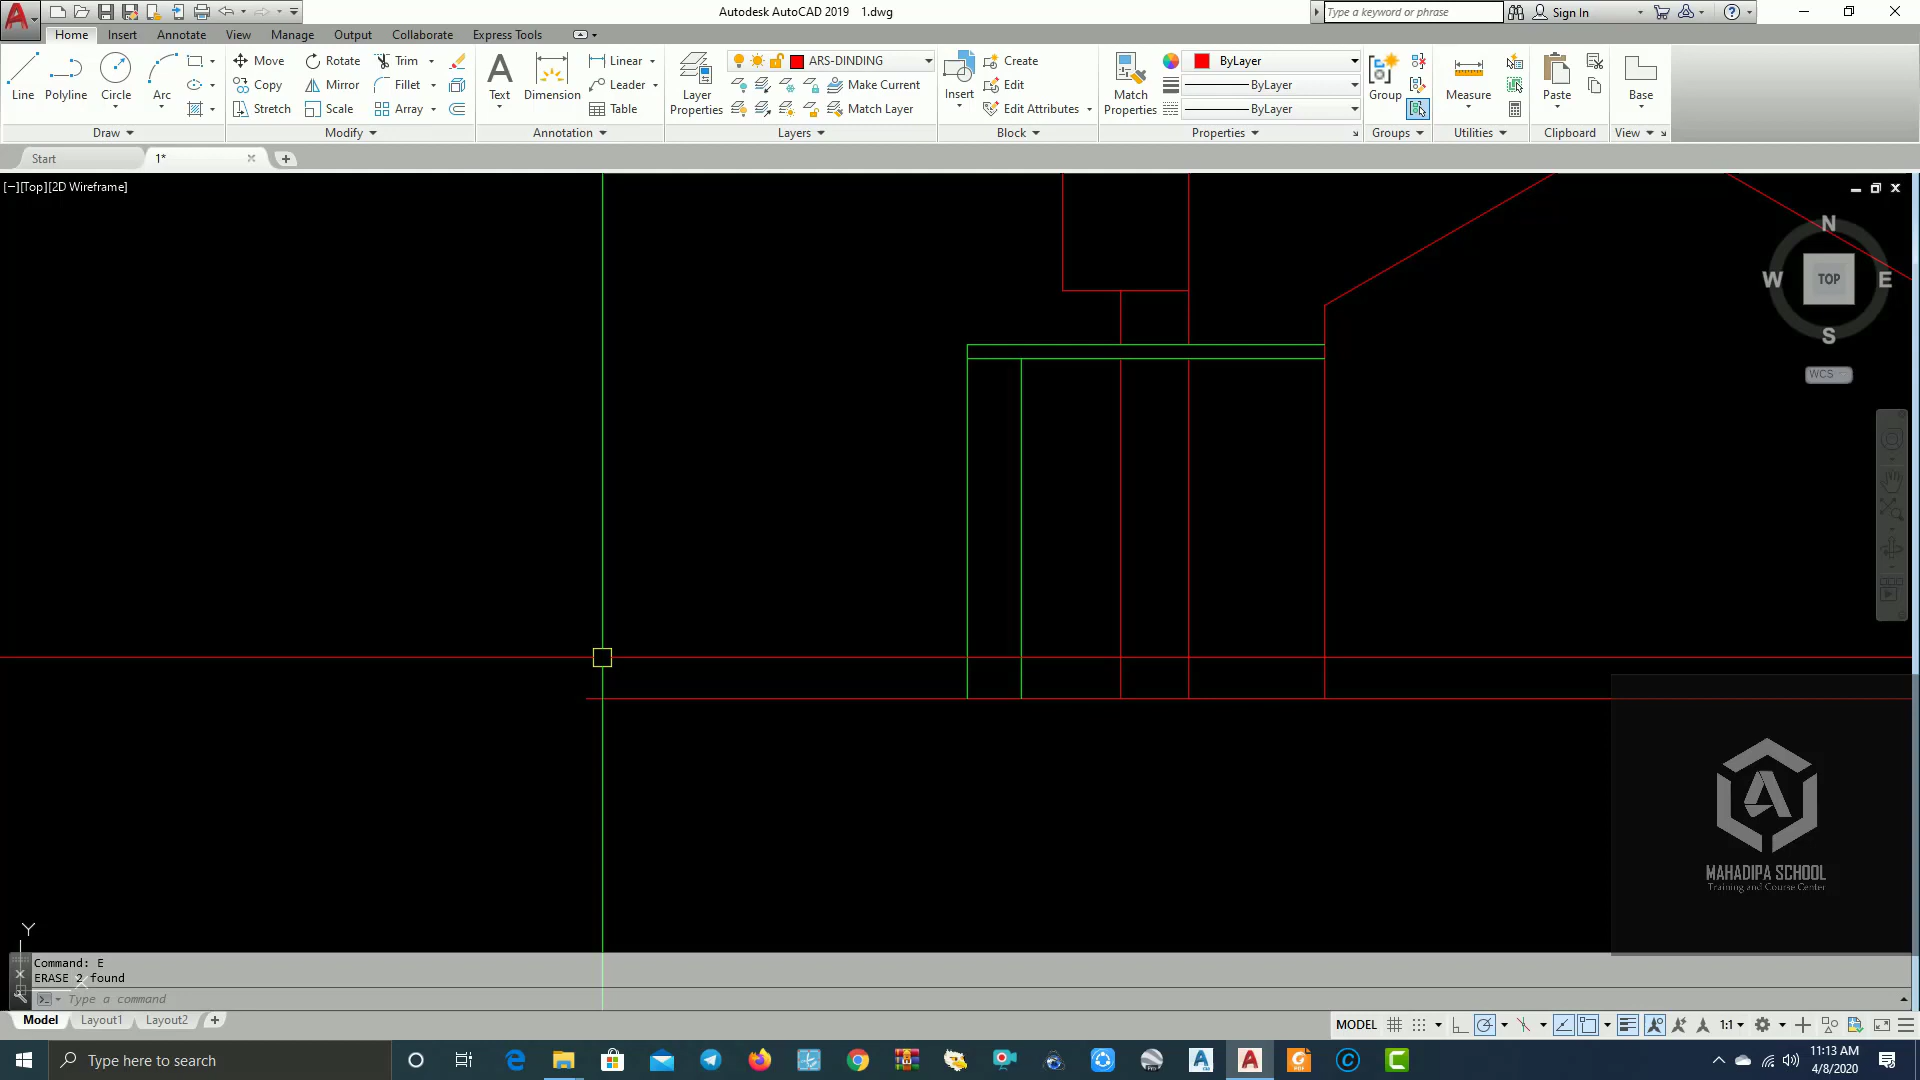 Autodesk AutoCAD 2019 1.dwg
Type a keyword or phrase
Sign In
Home Insert Annotate View Manage Output Collaborate Express Tools
Line
Polyline
Circle
Arc
Draw
Move
Rotate
Trim
Copy
Mirror
Fillet
Stretch
Scale
Array
Modify
Text
Dimension
Linear
Leader
Table
Annotation
Layer
Properties
ARS-DINDING
Make Current
Match Layer
Layers
Insert
Create
Edit
Edit Attributes
Block
Match
Properties
ByLayer
ByLayer
ByLayer
Properties
Group
Groups
Measure
Utilities
Paste
Clipboard
Base
View
Start
1*
[−][Top][2D Wireframe]
N
W TOP E
S
WCS
MAHADIPA SCHOOL
Training and Course Center
Y
X
Command: E
ERASE 2 found
Type a command
Model Layout1 Layout2
MODEL
1:1
Type here to search
11:13 AM
4/8/2020